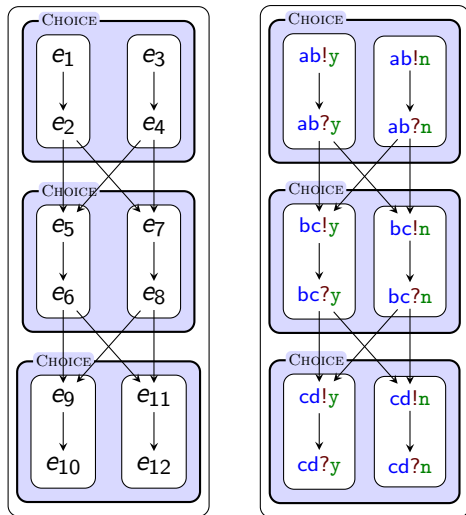 CHOICE
e1 e3
e2 e4
CHOICE
e5 e7
e6 e8
CHOICE
e9 e11
e10 e12
CHOICE
ab!y ab!n
ab?y ab?n
CHOICE
bc!y bc!n
bc?y bc?n
CHOICE
cd!y cd!n
cd?y cd?n